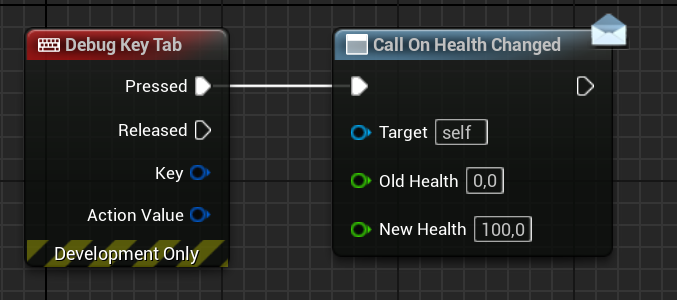 Debug Key Tab
Pressed
Released
Key
Action Value
Development Only
Call On Health Changed
Target self
Old Health 0,0
New Health 100,0